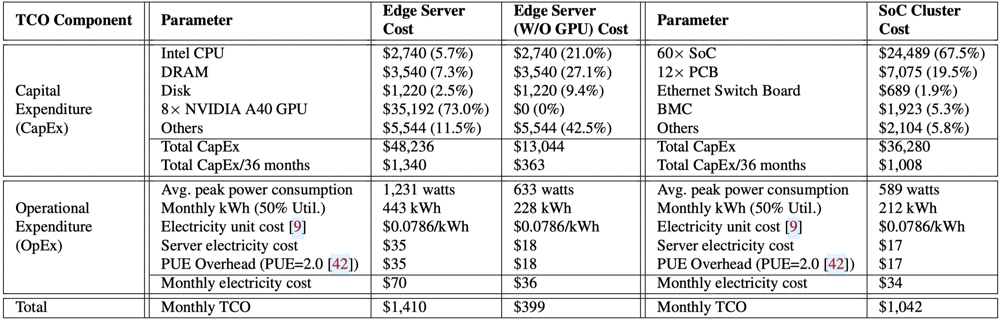 TCO Component | Parameter | Edge Server Cost | Edge Server (W/O GPU) Cost | Parameter | SoC Cluster Cost
Capital Expenditure (CapEx) | Intel CPU | $2,740 (5.7%) | $2,740 (21.0%) | 60× SoC | $24,489 (67.5%)
DRAM | $3,540 (7.3%) | $3,540 (27.1%) | 12× PCB | $7,075 (19.5%)
Disk | $1,220 (2.5%) | $1,220 (9.4%) | Ethernet Switch Board | $689 (1.9%)
8× NVIDIA A40 GPU | $35,192 (73.0%) | $0 (0%) | BMC | $1,923 (5.3%)
Others | $5,544 (11.5%) | $5,544 (42.5%) | Others | $2,104 (5.8%)
Total CapEx | $48,236 | $13,044 | Total CapEx | $36,280
Total CapEx/36 months | $1,340 | $363 | Total CapEx/36 months | $1,008
Operational Expenditure (OpEx) | Avg. peak power consumption | 1,231 watts | 633 watts | Avg. peak power consumption | 589 watts
Monthly kWh (50% Util.) | 443 kWh | 228 kWh | Monthly kWh (50% Util.) | 212 kWh
Electricity unit cost [9] | $0.0786/kWh | $0.0786/kWh | Electricity unit cost [9] | $0.0786/kWh
Server electricity cost | $35 | $18 | Server electricity cost | $17
PUE Overhead (PUE=2.0 [42]) | $35 | $18 | PUE Overhead (PUE=2.0 [42]) | $17
Monthly electricity cost | $70 | $36 | Monthly electricity cost | $34
Total | Monthly TCO | $1,410 | $399 | Monthly TCO | $1,042